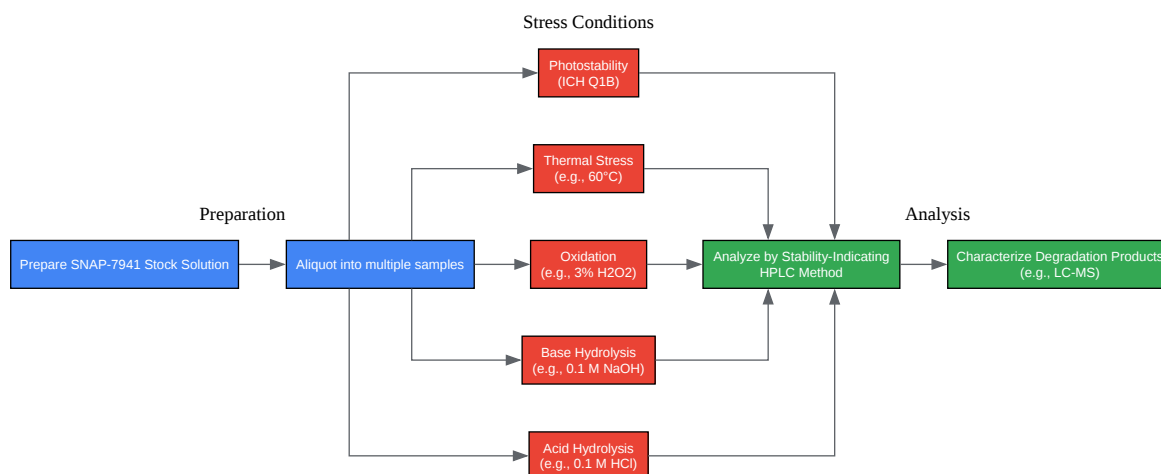 Stress Conditions
Photostability
(ICH Q1B)
Thermal Stress
(e.g., 60°C)
Preparation
Analysis
Prepare SNAP-7941 Stock Solution
Aliquot into multiple samples
Oxidation
(e.g., 3% H2O2)
Analyze by Stability-Indicating
HPLC Method
Characterize Degradation Products
(e.g., LC-MS)
Base Hydrolysis
(e.g., 0.1 M NaOH)
Acid Hydrolysis
(e.g., 0.1 M HCl)